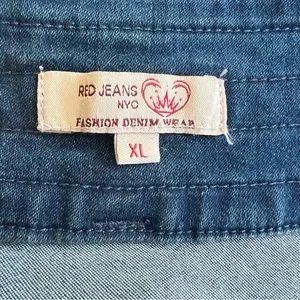 RED JEANS
NYC
FASHION DENIM WEAR
XL